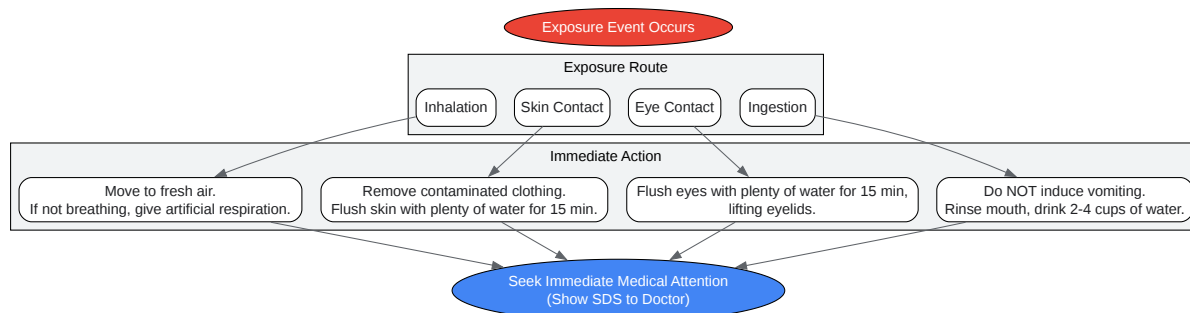 Exposure Event Occurs
Exposure Route
Inhalation
Skin Contact
Eye Contact
Ingestion
Immediate Action
Move to fresh air.
If not breathing, give artificial respiration.
Remove contaminated clothing.
Flush skin with plenty of water for 15 min.
Flush eyes with plenty of water for 15 min,
lifting eyelids.
Do NOT induce vomiting.
Rinse mouth, drink 2-4 cups of water.
Seek Immediate Medical Attention
(Show SDS to Doctor)